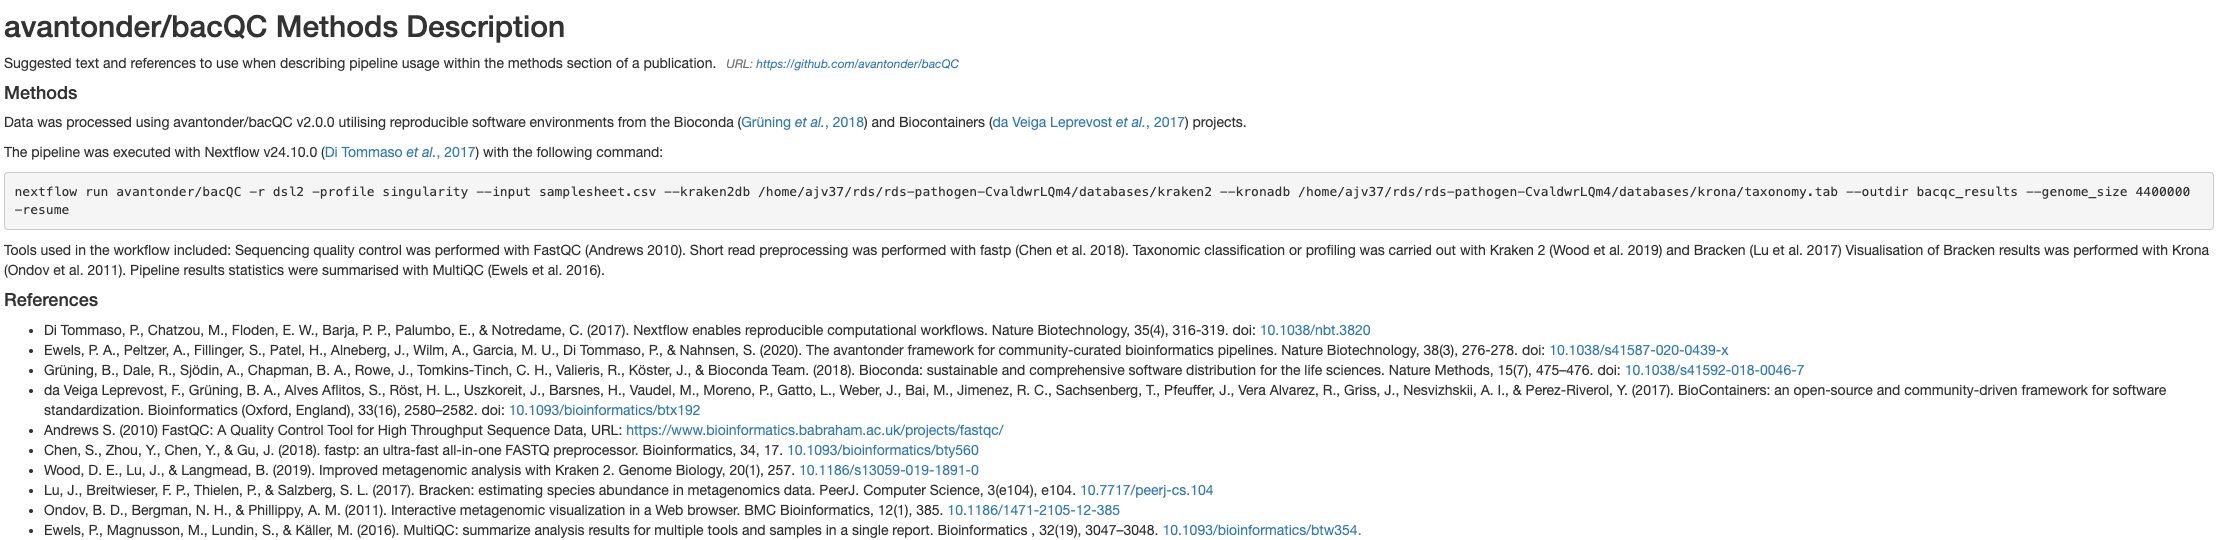 avantonder/bacQC Methods Description
Suggested text and references to use when describing pipeline usage within the methods section of a publication. URL: https://github.com/avantonder/bacQC
Methods
Data was processed using avantonder/bacQC v2.0.0 utilising reproducible software environments from the Bioconda (Grüning et al., 2018) and Biocontainers (da Veiga Leprevost et al., 2017) projects.
The pipeline was executed with Nextflow v24.10.0 (Di Tommaso et al., 2017) with the following command:
nextflow run avantonder/bacQC -r dsl2 -profile singularity --input samplesheet.csv --kraken2db /home/ajv37/rds/rds-pathogen-CvaldwrLQm4/databases/kraken2 --kronadb /home/ajv37/rds/rds-pathogen-CvaldwrLQm4/databases/krona/taxonomy.tab --outdir bacqc_results --genome_size 4400000
-resume
Tools used in the workflow included: Sequencing quality control was performed with FastQC (Andrews 2010). Short read preprocessing was performed with fastp (Chen et al. 2018). Taxonomic classification or profiling was carried out with Kraken 2 (Wood et al. 2019) and Bracken (Lu et al. 2017) Visualisation of Bracken results was performed with Krona
(Ondov et al. 2011). Pipeline results statistics were summarised with MultiQC (Ewels et al. 2016).
References
• Di Tommaso, P., Chatzou, M., Floden, E. W., Barja, P. P., Palumbo, E., & Notredame, C. (2017). Nextflow enables reproducible computational workflows. Nature Biotechnology, 35(4), 316-319. doi: 10.1038/nbt.3820
• Ewels, P. A., Peltzer, A., Fillinger, S., Patel, H., Alneberg, J., Wilm, A., Garcia, M. U., Di Tommaso, P., & Nahnsen, S. (2020). The avantonder framework for community-curated bioinformatics pipelines. Nature Biotechnology, 38(3), 276-278. doi: 10.1038/s41587-020-0439-x
• Grüning, B., Dale, R., Sjödin, A., Chapman, B. A., Rowe, J., Tomkins-Tinch, C. H., Valieris, R., Köster, J., & Bioconda Team. (2018). Bioconda: sustainable and comprehensive software distribution for the life sciences. Nature Methods, 15(7), 475–476. doi: 10.1038/s41592-018-0046-7
• da Veiga Leprevost, F., Grüning, B. A., Alves Aflitos, S., Röst, H. L., Uszkoreit, J., Barsnes, H., Vaudel, M., Moreno, P., Gatto, L., Weber, J., Bai, M., Jimenez, R. C., Sachsenberg, T., Pfeuffer, J., Vera Alvarez, R., Griss, J., Nesvizhskii, A. I., & Perez-Riverol, Y. (2017). BioContainers: an open-source and community-driven framework for software
standardization. Bioinformatics (Oxford, England), 33(16), 2580–2582. doi: 10.1093/bioinformatics/btx192
• Andrews S. (2010) FastQC: A Quality Control Tool for High Throughput Sequence Data, URL: https://www.bioinformatics.babraham.ac.uk/projects/fastqc/
• Chen, S., Zhou, Y., Chen, Y., & Gu, J. (2018). fastp: an ultra-fast all-in-one FASTQ preprocessor. Bioinformatics, 34, 17. 10.1093/bioinformatics/bty560
• Wood, D. E., Lu, J., & Langmead, B. (2019). Improved metagenomic analysis with Kraken 2. Genome Biology, 20(1), 257. 10.1186/s13059-019-1891-0
• Lu, J., Breitwieser, F. P., Thielen, P., & Salzberg, S. L. (2017). Bracken: estimating species abundance in metagenomics data. PeerJ. Computer Science, 3(e104), e104. 10.7717/peerj-cs.104
• Ondov, B. D., Bergman, N. H., & Phillippy, A. M. (2011). Interactive metagenomic visualization in a Web browser. BMC Bioinformatics, 12(1), 385. 10.1186/1471-2105-12-385
• Ewels, P., Magnusson, M., Lundin, S., & Käller, M. (2016). MultiQC: summarize analysis results for multiple tools and samples in a single report. Bioinformatics , 32(19), 3047–3048. 10.1093/bioinformatics/btw354.